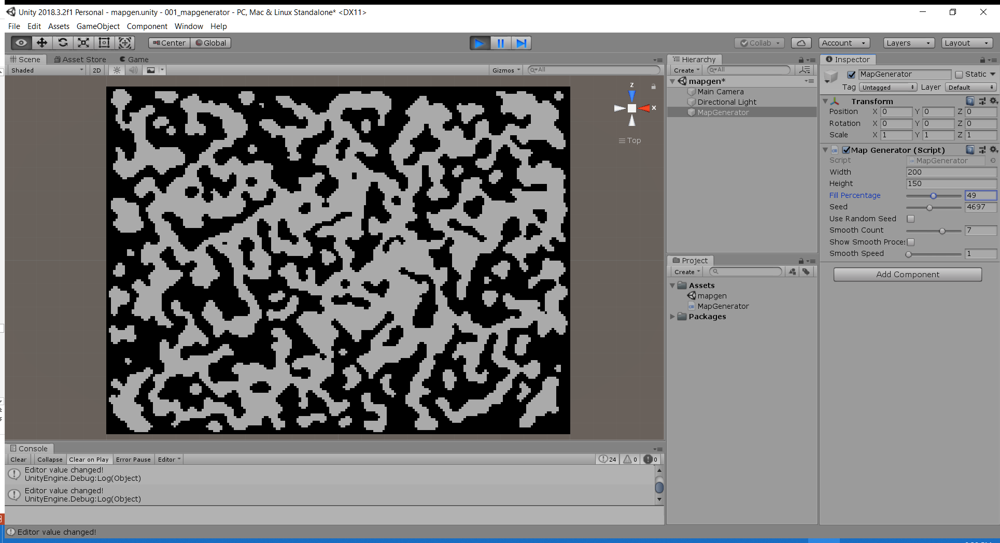 Unity 2018.3.2f1 Personal - mapgen.unity - 001_mapgenerator - PC, Mac & Linux Standalone* <DX11>
File Edit Assets GameObject Component Window Help
Center Global Collab Account Layers Layout
Scene Asset Store Game
Shaded 2D Gizmos All
Z
X
Top
Hierarchy
Create All
mapgen*
Main Camera
Directional Light
MapGenerator
Project
Create
Assets
mapgen
MapGenerator
Packages
Inspector
MapGenerator Static
Tag Untagged Layer Default
Transform
Position X 0 Y 0 Z 0
Rotation X 0 Y 0 Z 0
Scale X 1 Y 1 Z 1
Map Generator (Script)
Script MapGenerator
Width 200
Height 150
Fill Percentage 49
Seed 4697
Use Random Seed
Smooth Count 7
Show Smooth Proces
Smooth Speed 1
Add Component
Console
Clear Collapse Clear on Play Error Pause Editor 24 0 0
Editor value changed!
UnityEngine.Debug:Log(Object)
Editor value changed!
UnityEngine.Debug:Log(Object)
Editor value changed!